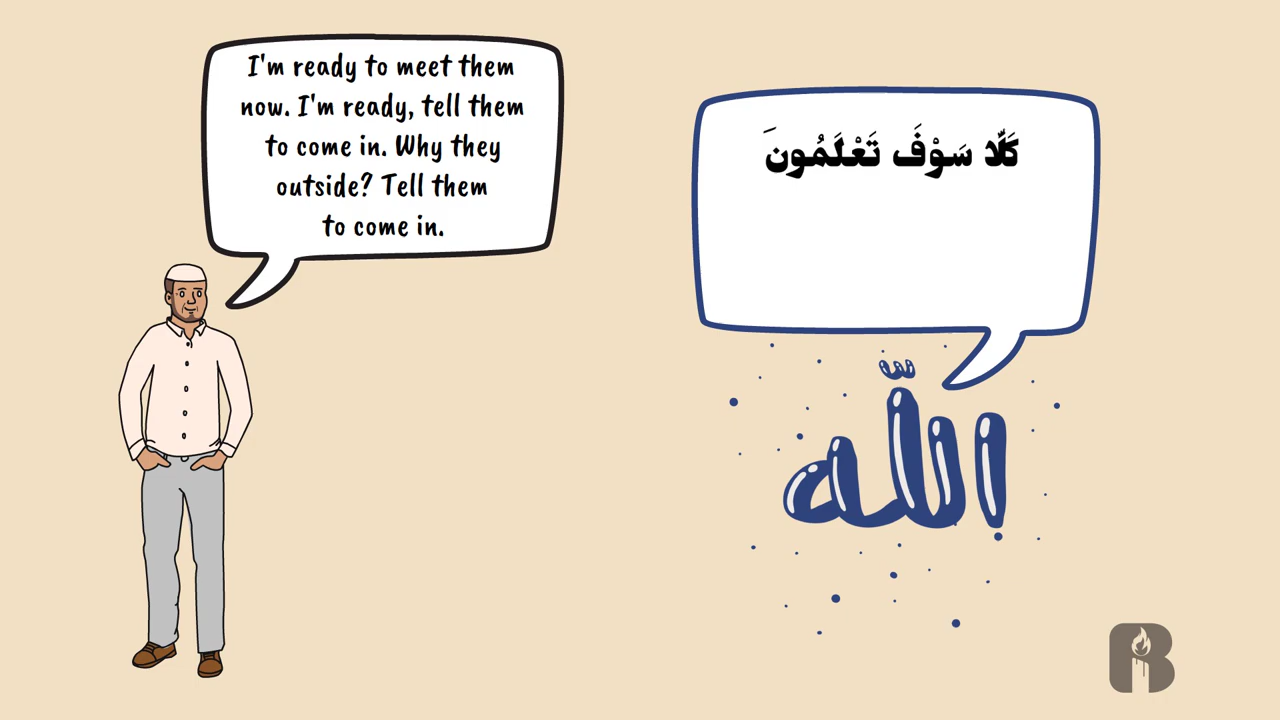 I'm ready to meet them
now. I'm ready, tell them
to come in. Why they
outside? Tell them
to come in.
كَلَّا سَوْفَ تَعْلَمُونَ
اللّٰه
B